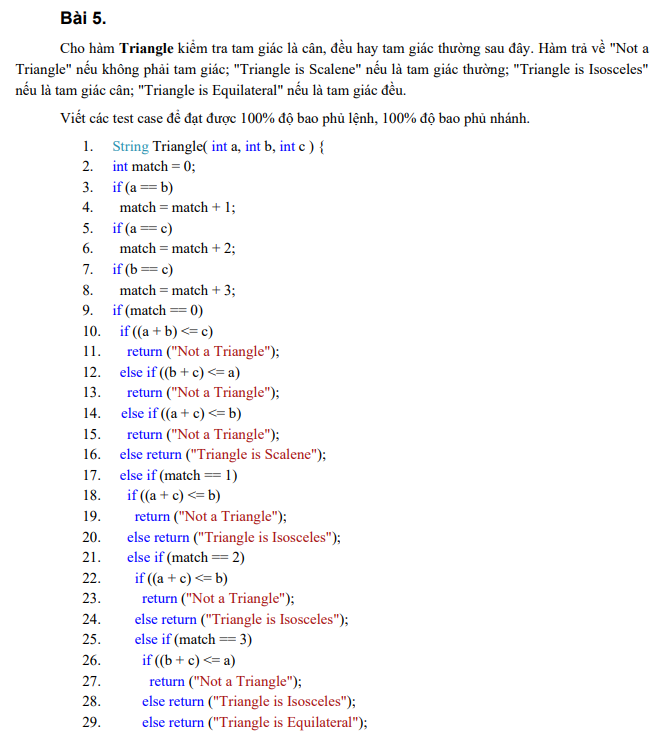 Bài 5.
Cho hàm Triangle kiểm tra tam giác là cân, đều hay tam giác thường sau đây. Hàm trả về "Not a
Triangle" nếu không phải tam giác; "Triangle is Scalene" nếu là tam giác thường; "Triangle is Isosceles"
nếu là tam giác cân; "Triangle is Equilateral" nếu là tam giác đều.
Viết các test case để đạt được 100% độ bao phủ lệnh, 100% độ bao phủ nhánh.
1. String Triangle( int a, int b, int c ) {
2. int match = 0;
3. if (a == b)
4. match = match + 1;
5. if (a == c)
6. match = match + 2;
7. if (b == c)
8. match = match + 3;
9. if (match == 0)
10. if ((a + b) <= c)
11. return ("Not a Triangle");
12. else if ((b + c) <= a)
13. return ("Not a Triangle");
14. else if ((a + c) <= b)
15. return ("Not a Triangle");
16. else return ("Triangle is Scalene");
17. else if (match == 1)
18. if ((a + c) <= b)
19. return ("Not a Triangle");
20. else return ("Triangle is Isosceles");
21. else if (match == 2)
22. if ((a + c) <= b)
23. return ("Not a Triangle");
24. else return ("Triangle is Isosceles");
25. else if (match == 3)
26. if ((b + c) <= a)
27. return ("Not a Triangle");
28. else return ("Triangle is Isosceles");
29. else return ("Triangle is Equilateral");